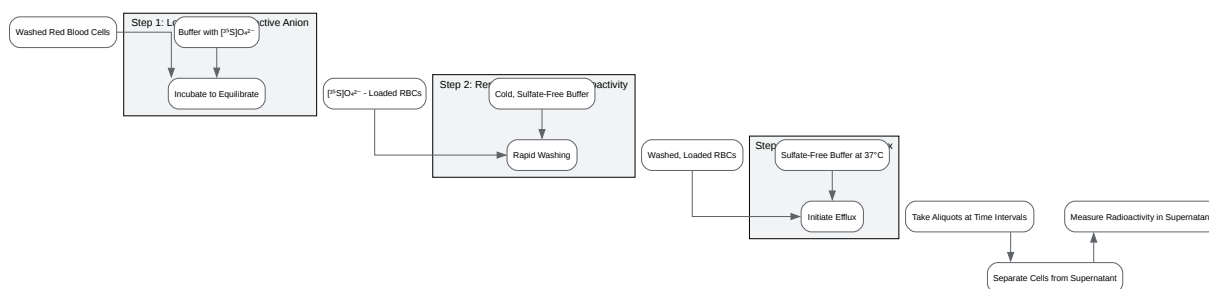 Washed Red Blood Cells
Step 1: ctive Anion
Buffer with [³⁵S]O₄²⁻
Incubate to Equilibrate
[³⁵S]O₄²⁻ - Loaded RBCs
Step 2: activity
Cold, Sulfate-Free Buffer
Rapid Washing
Washed, Loaded RBCs
Step
Sulfate-Free Buffer at 37°C
Initiate Efflux
Take Aliquots at Time Intervals
Measure Radioactivity in Supernatan
Separate Cells from Supernatant